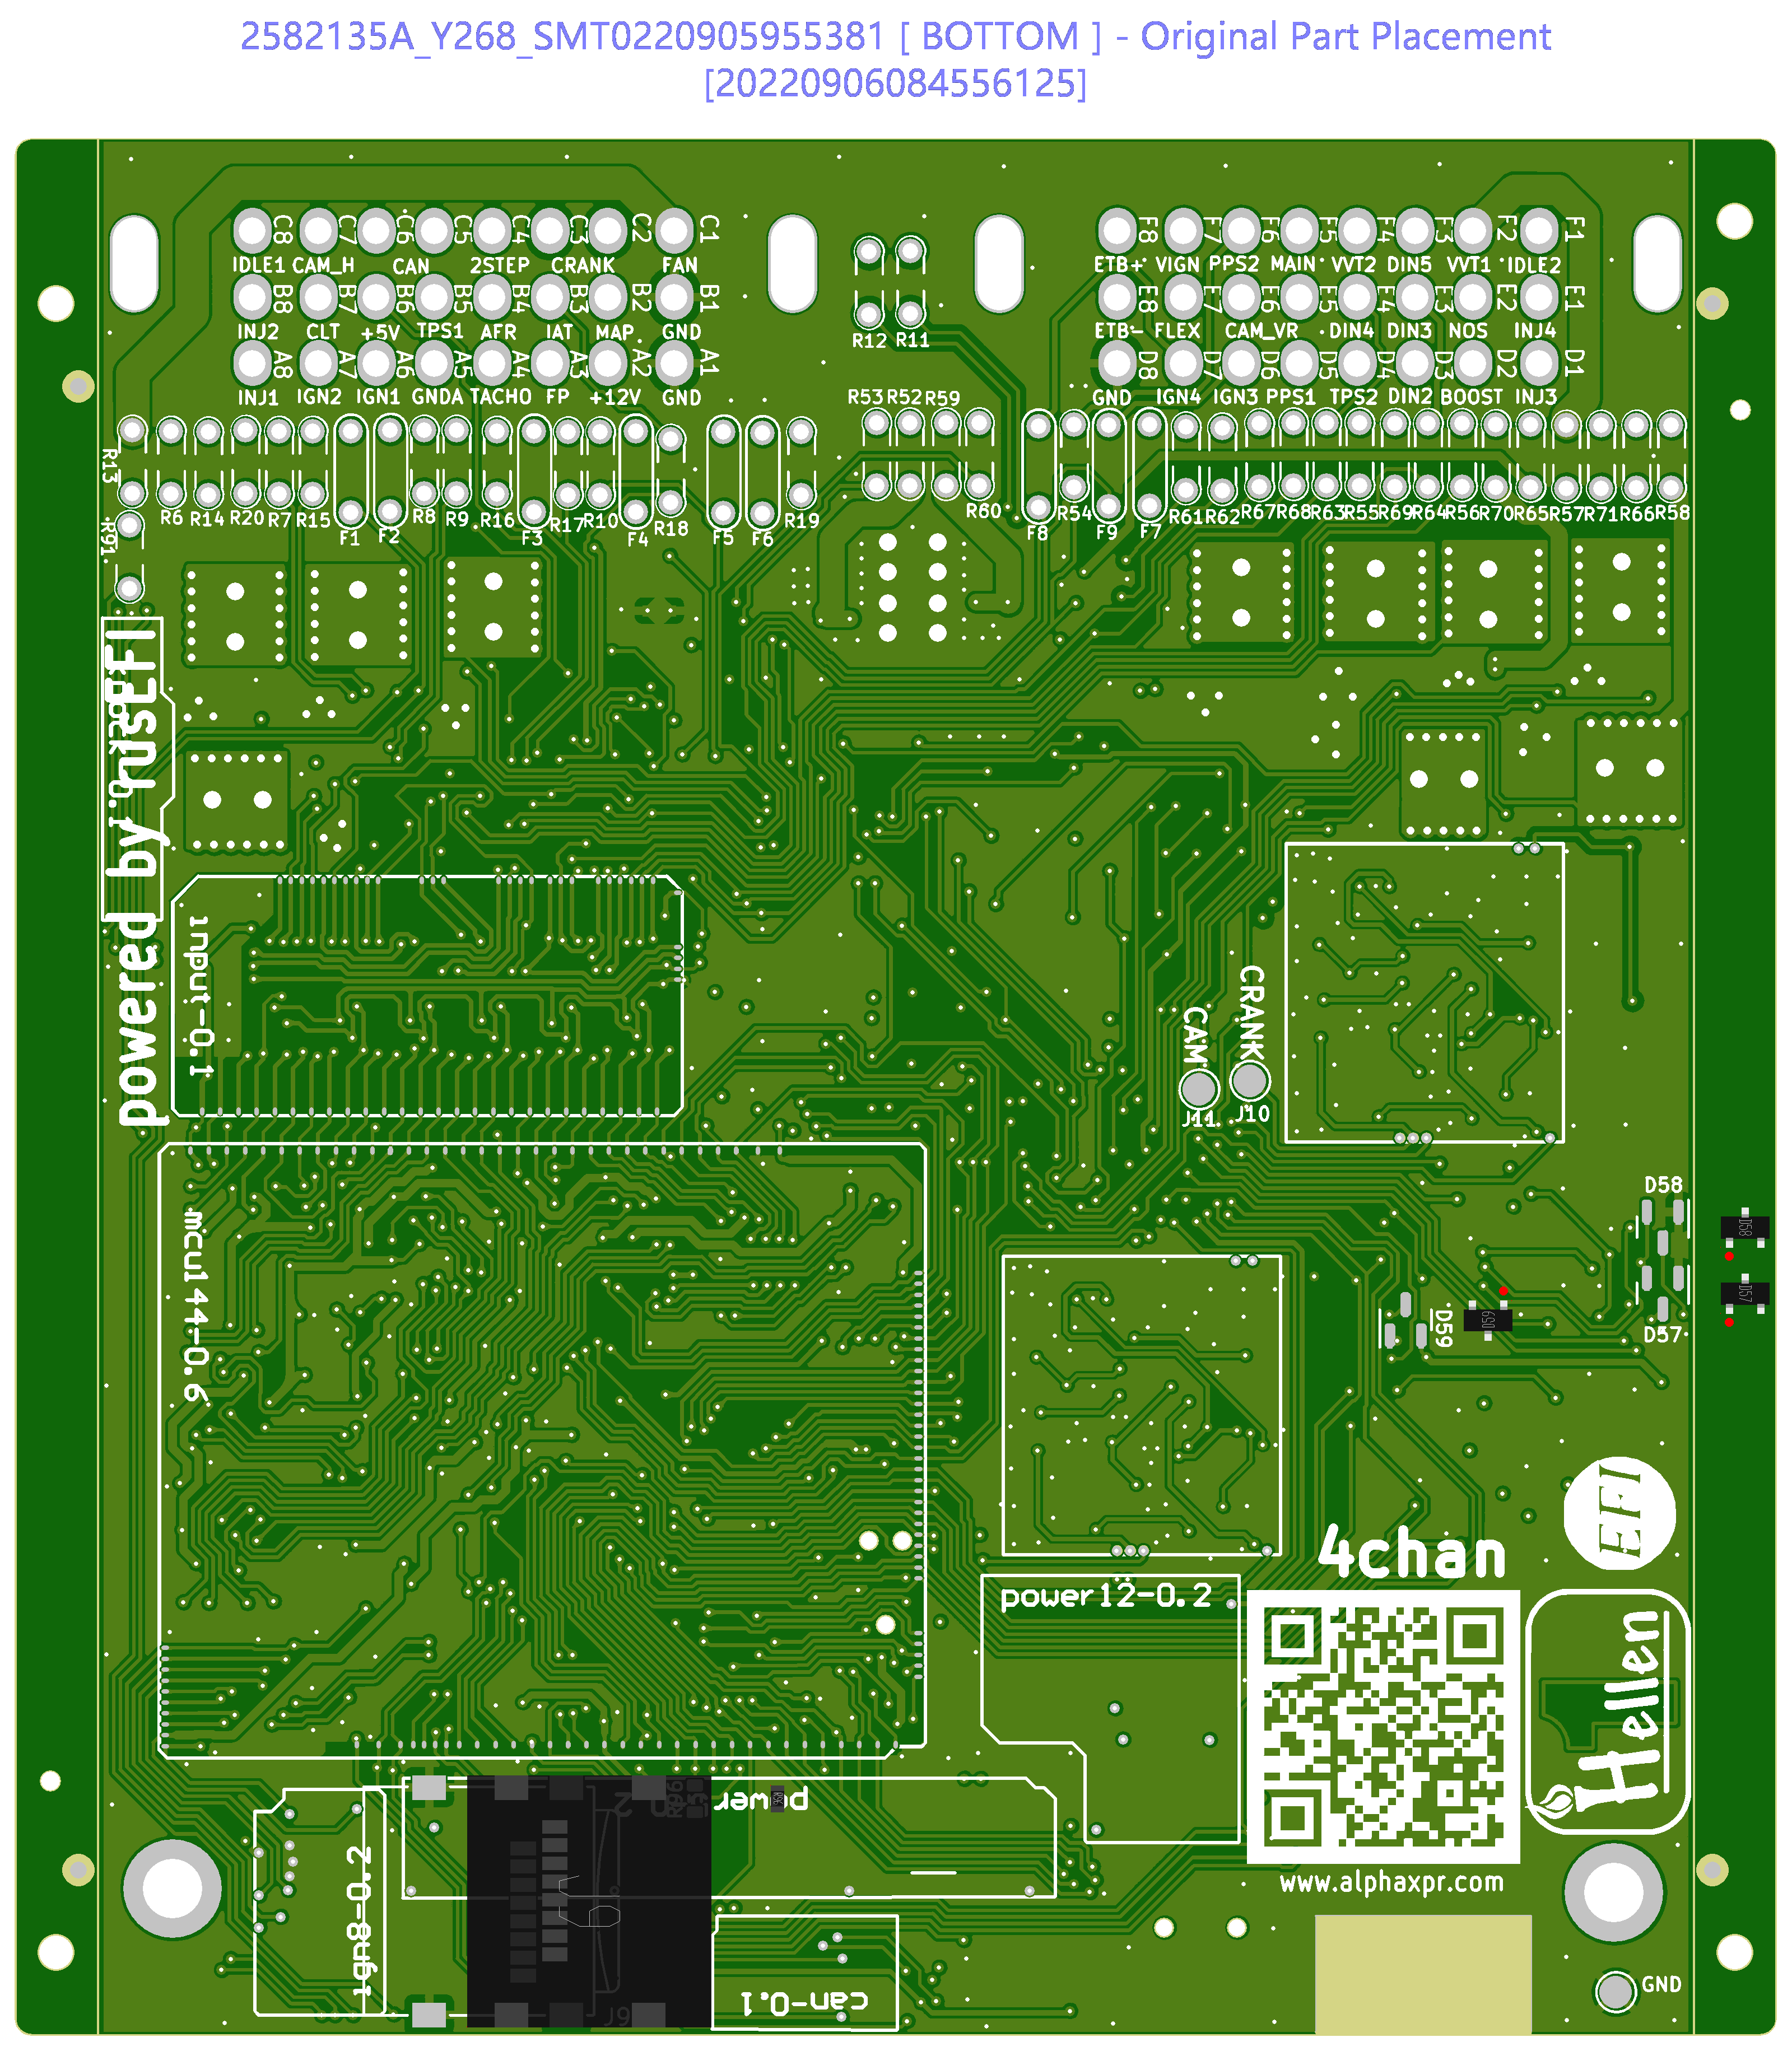 2582135A_Y268_SMT0220905955381 [ BOTTOM ] - Original Part Placement
[20220906084556125]
C8 C7 C6 C5 C4 C3 C2 C1
F8 F7 F6 F5 F4 F3 F2 F1
IDLE1 CAM_H CAN 2STEP CRANK FAN
ETB+ VIGN PPS2 MAIN VVT2 DIN5 VVT1 IDLE2
B8 B7 B6 B5 B4 B3 B2 B1
E8 E7 E6 E5 E4 E3 E2 E1
INJ2 CLT +5V TPS1 AFR IAT MAP GND
R12 R11
ETB- FLEX CAM_VR DIN4 DIN3 NOS INJ4
A8 A7 A6 A5 A4 A3 A2 A1
D8 D7 D6 D5 D4 D3 D2 D1
INJ1 IGN2 IGN1 GNDA TACHO FP +12V GND
GND IGN4 IGN3 PPS1 TPS2 DIN2 BOOST INJ3
R53 R52 R59
R13
R91
R6 R14 R20 R7 R15 F1 F2 R8 R9 R16 F3 R17 R10 F4 R18 F5 F6 R19
R60 F8 R54 F9 F7 R61 R62 R67 R68 R63 R55 R69 R64 R56 R70 R65 R57 R71 R66 R58
powered by rusEFI
input-0.1
CAM
CRANK
J11
J10
mcu144-0.6
D58
D58
D57
D57
D59
4chan
power12-0.2
Hellen
1
www.alphaxpr.com
ign8-0.2
power
R96
J9
can-0.1
GND